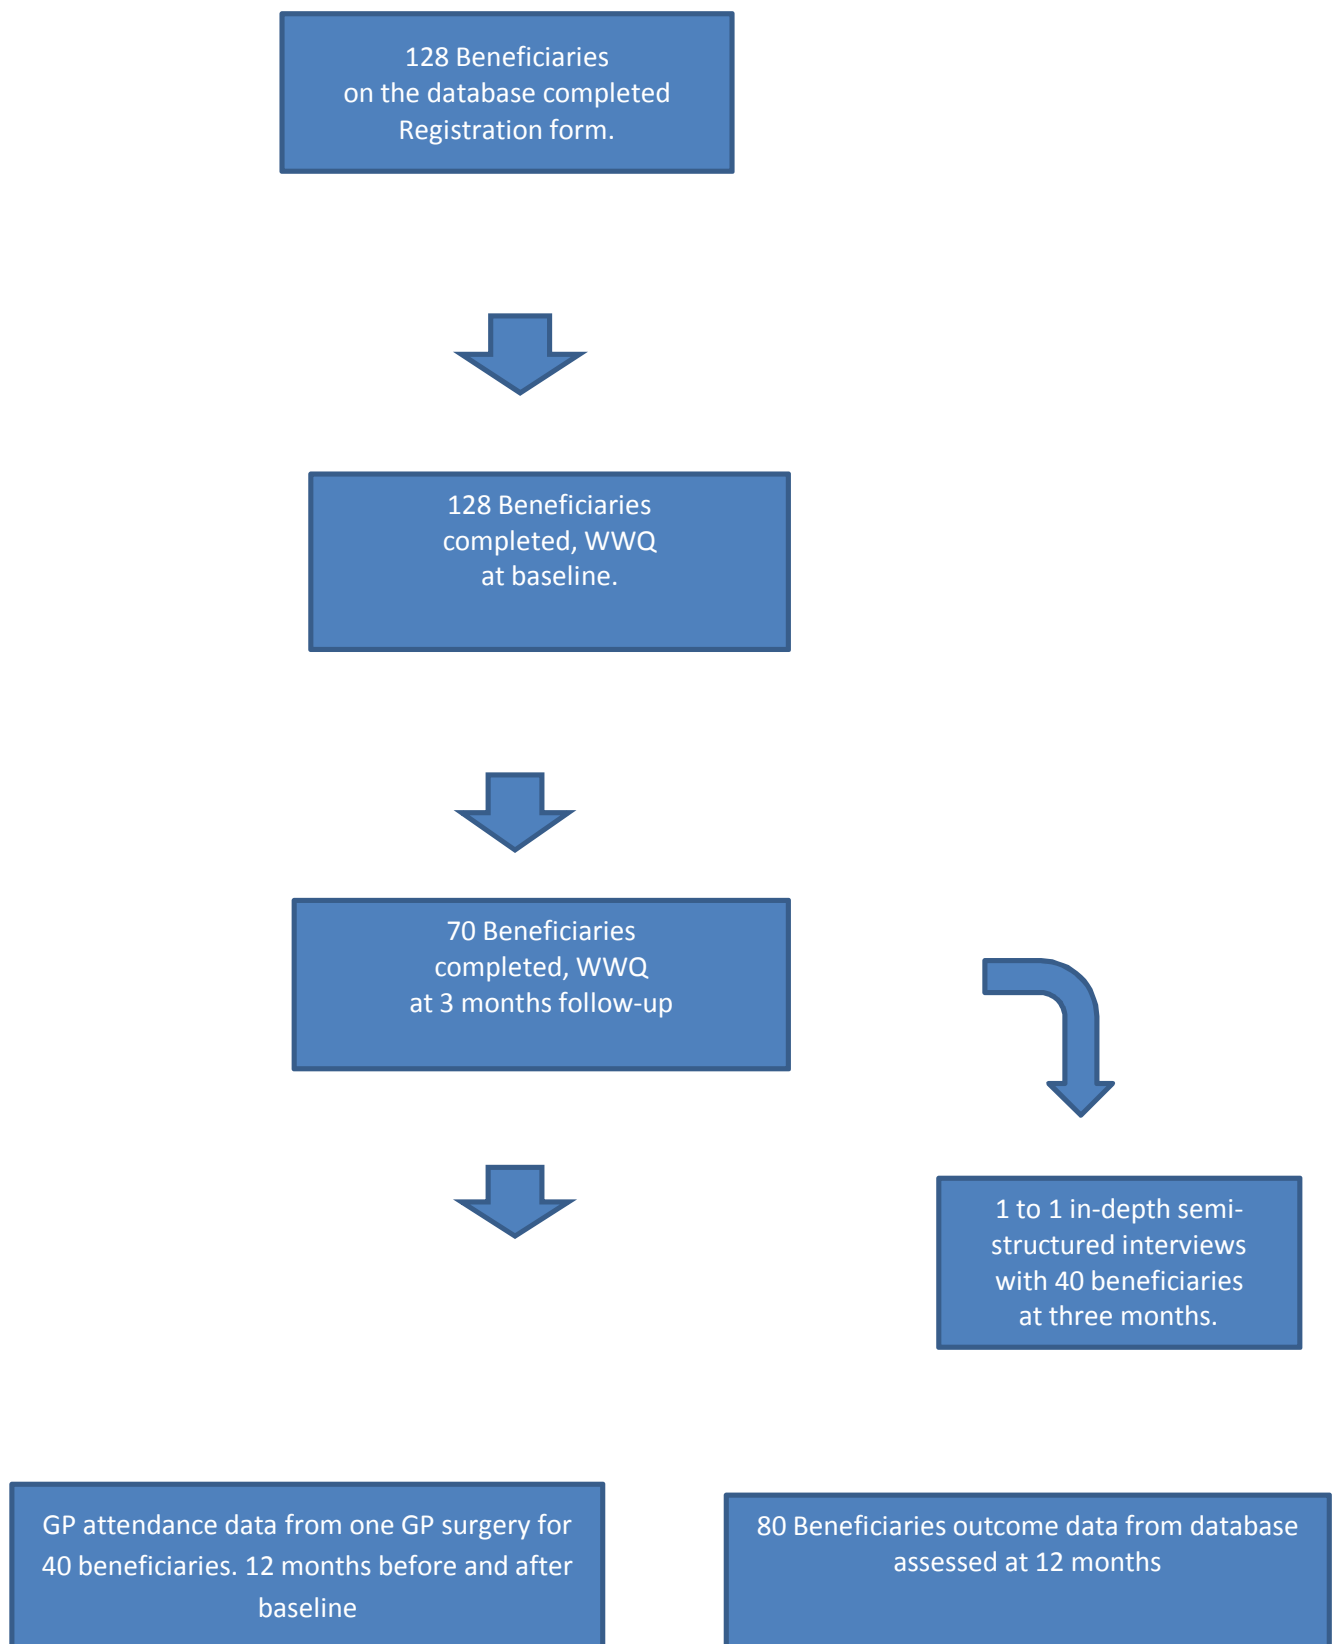 128 Beneficiaries
on the database completed
Registration form.
128 Beneficiaries
completed, WWQ
at baseline.
70 Beneficiaries
completed, WWQ
at 3 months follow-up
1 to 1 in-depth semi-
structured interviews
with 40 beneficiaries
at three months.
GP attendance data from one GP surgery for
40 beneficiaries. 12 months before and after
baseline
80 Beneficiaries outcome data from database
assessed at 12 months